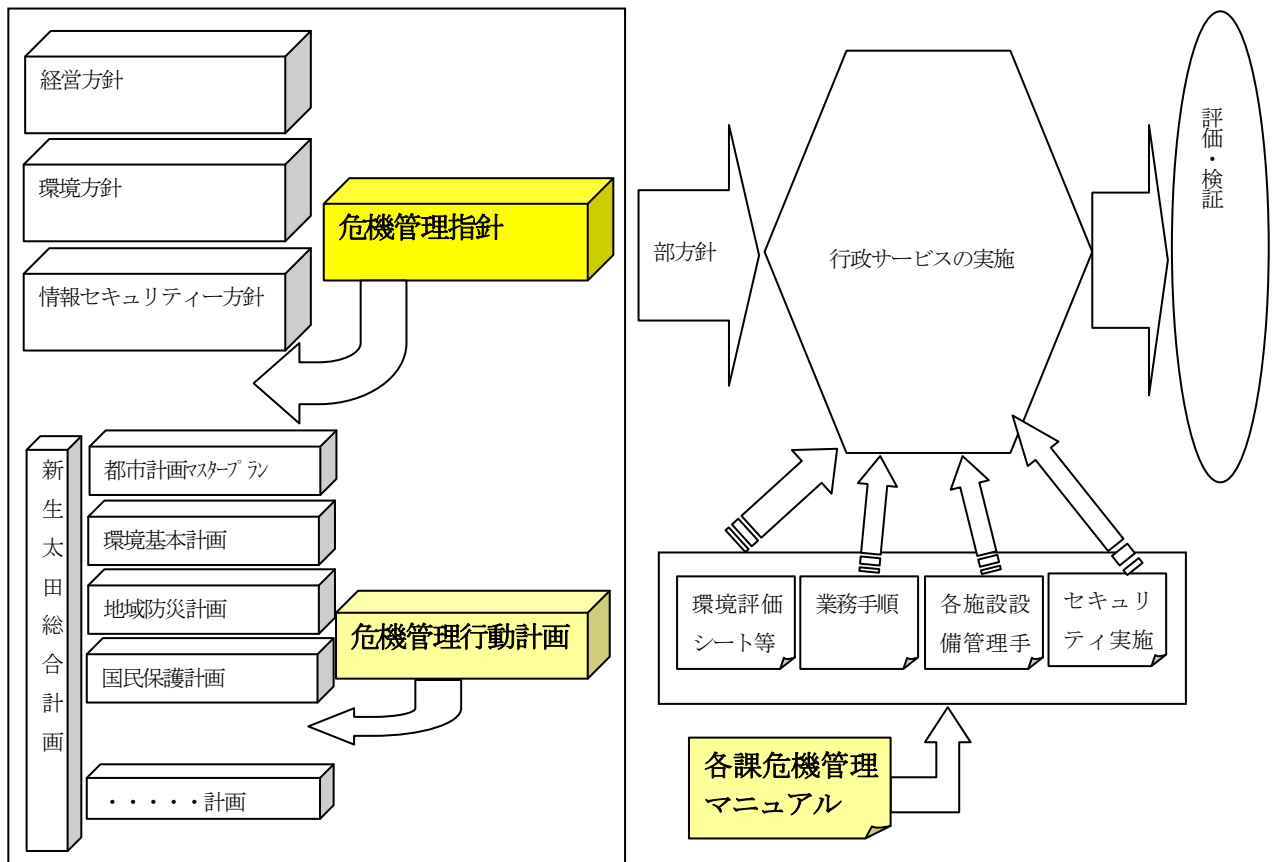 経営方針
環境方針
情報セキュリティー方針
危機管理指針
新生太田総合計画
都市計画マスタープラン
環境基本計画
地域防災計画
国民保護計画
・・・・・計画
危機管理行動計画
部方針
行政サービスの実施
評価・検証
環境評価
シート等
業務手順
各施設設
備管理手
セキュリ
ティ実施
各課危機管理
マニュアル